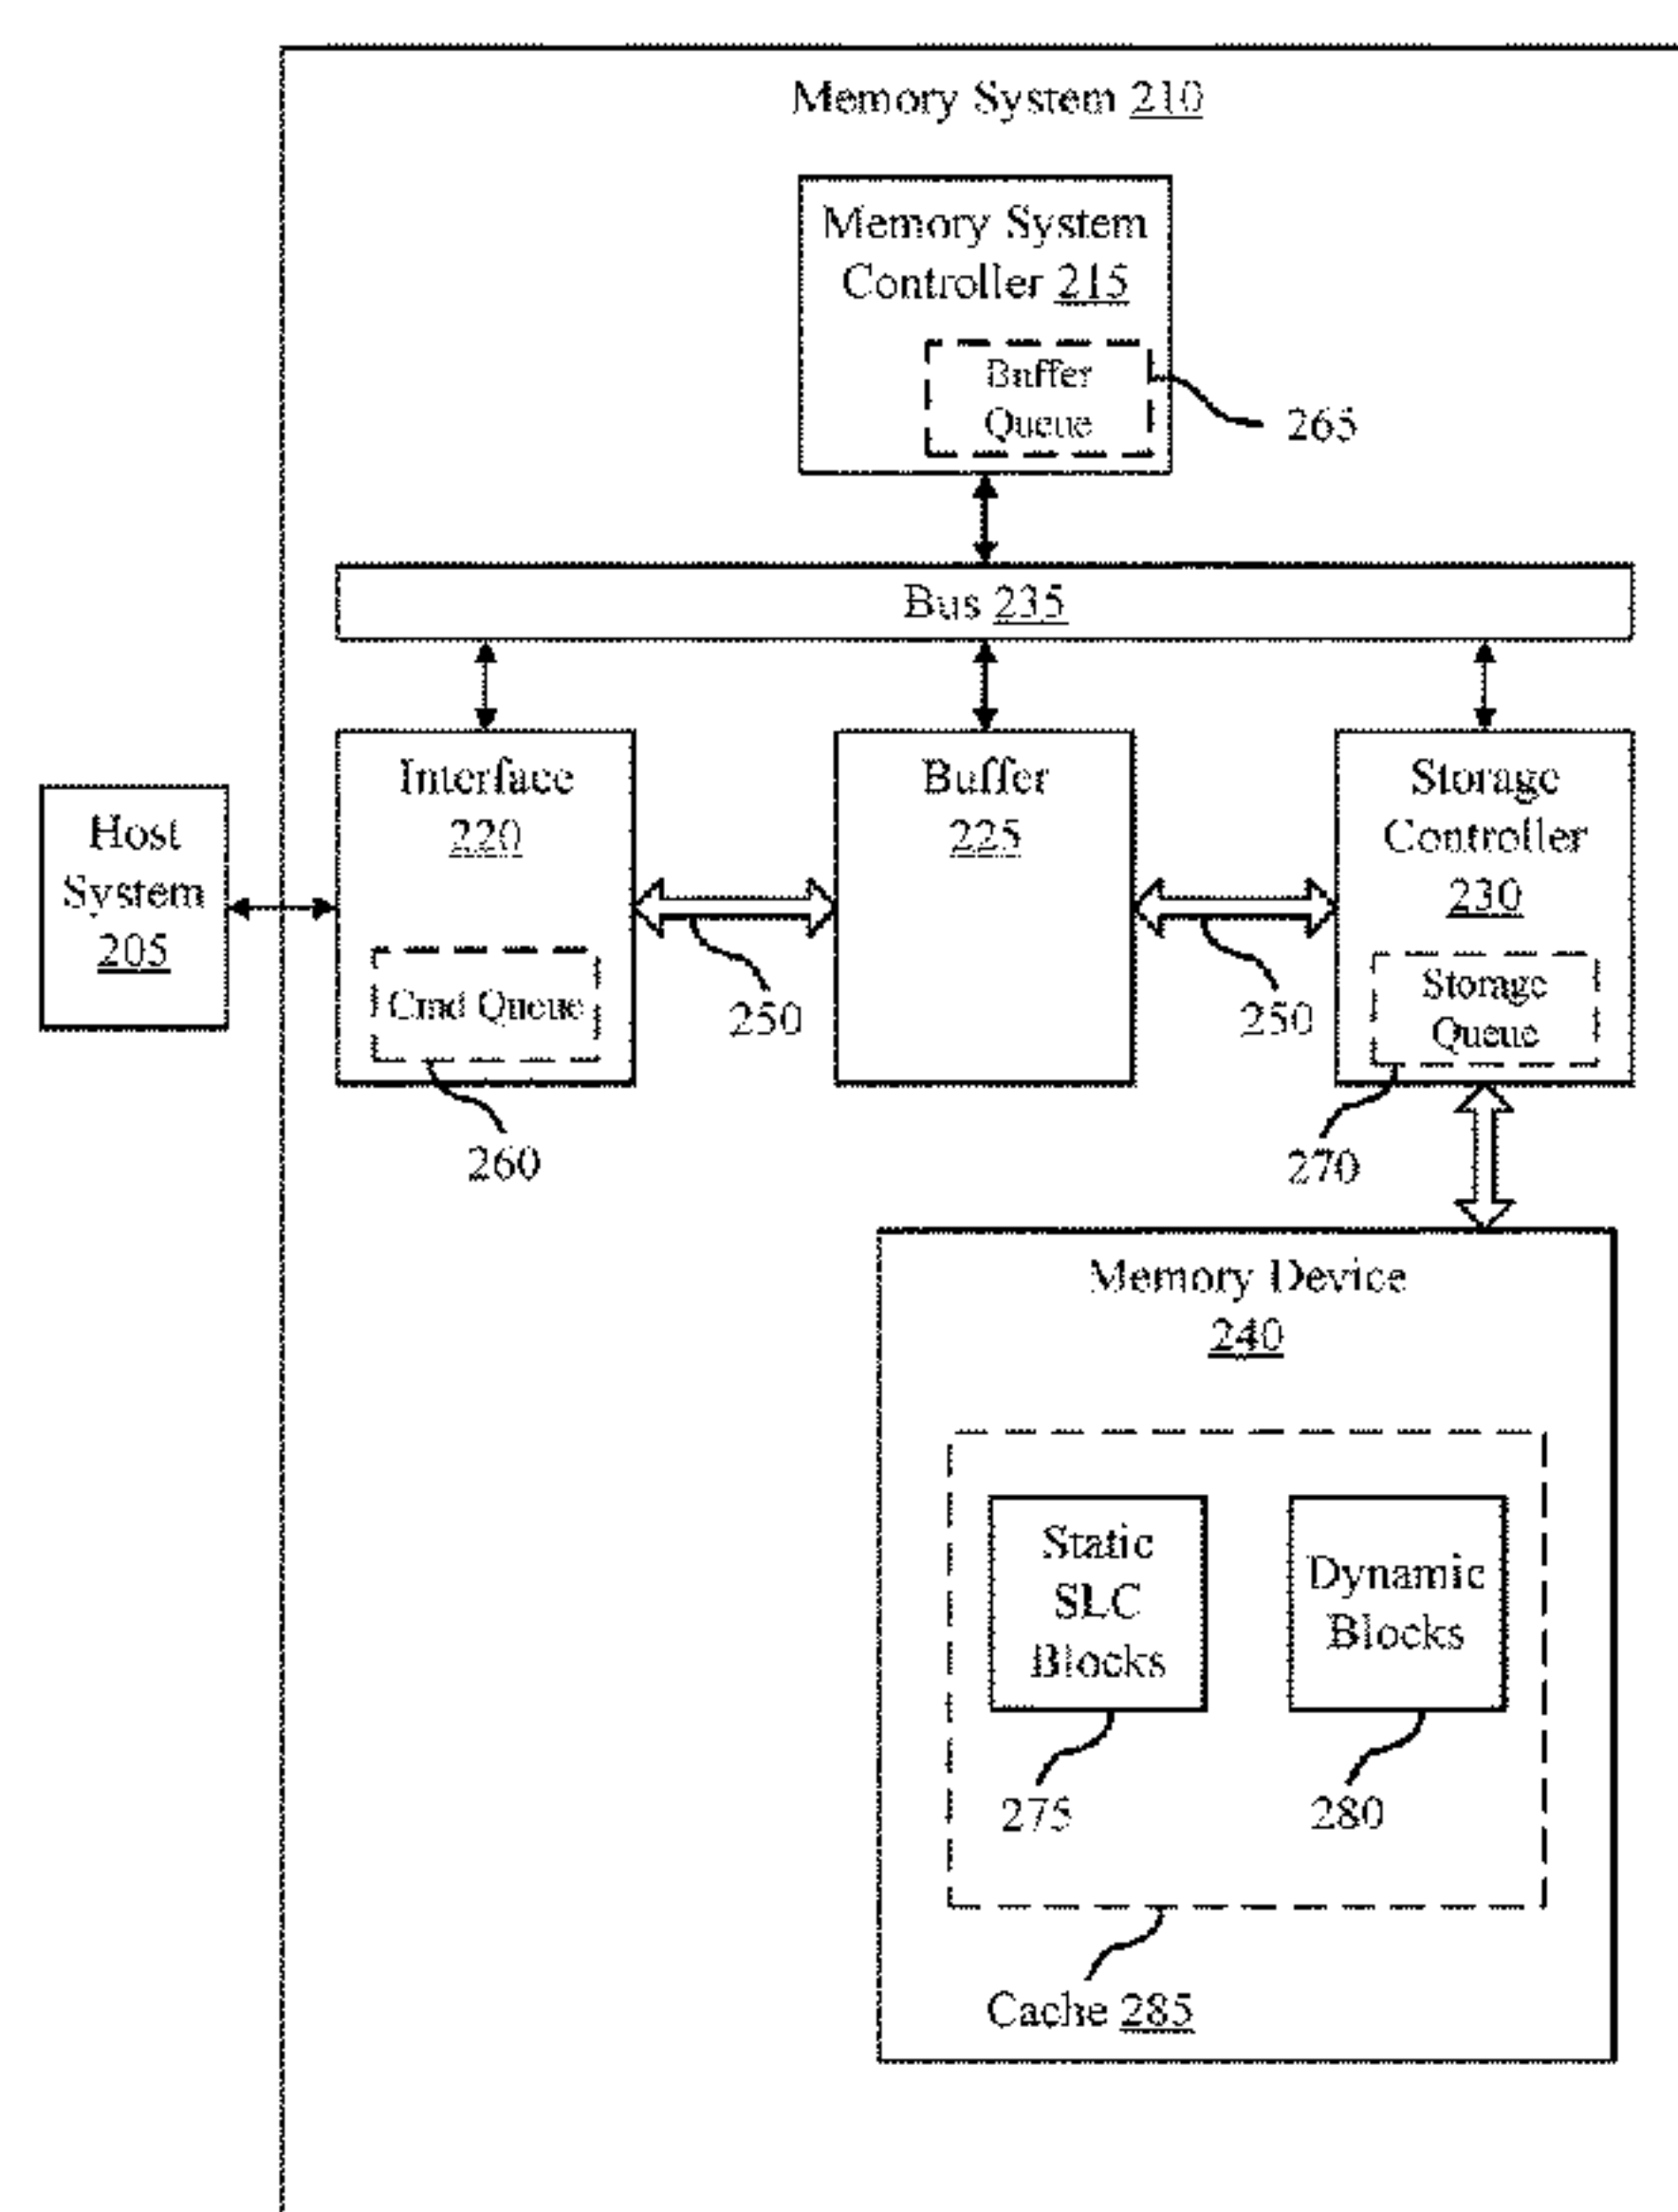 Memory System 210
Memory System
Controller 215
Buffer
Queue
265
Bus 235
Interface
220
Buffer
225
Storage
Controller
230
Host
System
205
Cmd Queue
Storage
Queue
250
250
260
270
Memory Device
240
Static
SLC
Blocks
Dynamic
Blocks
275
280
Cache 285